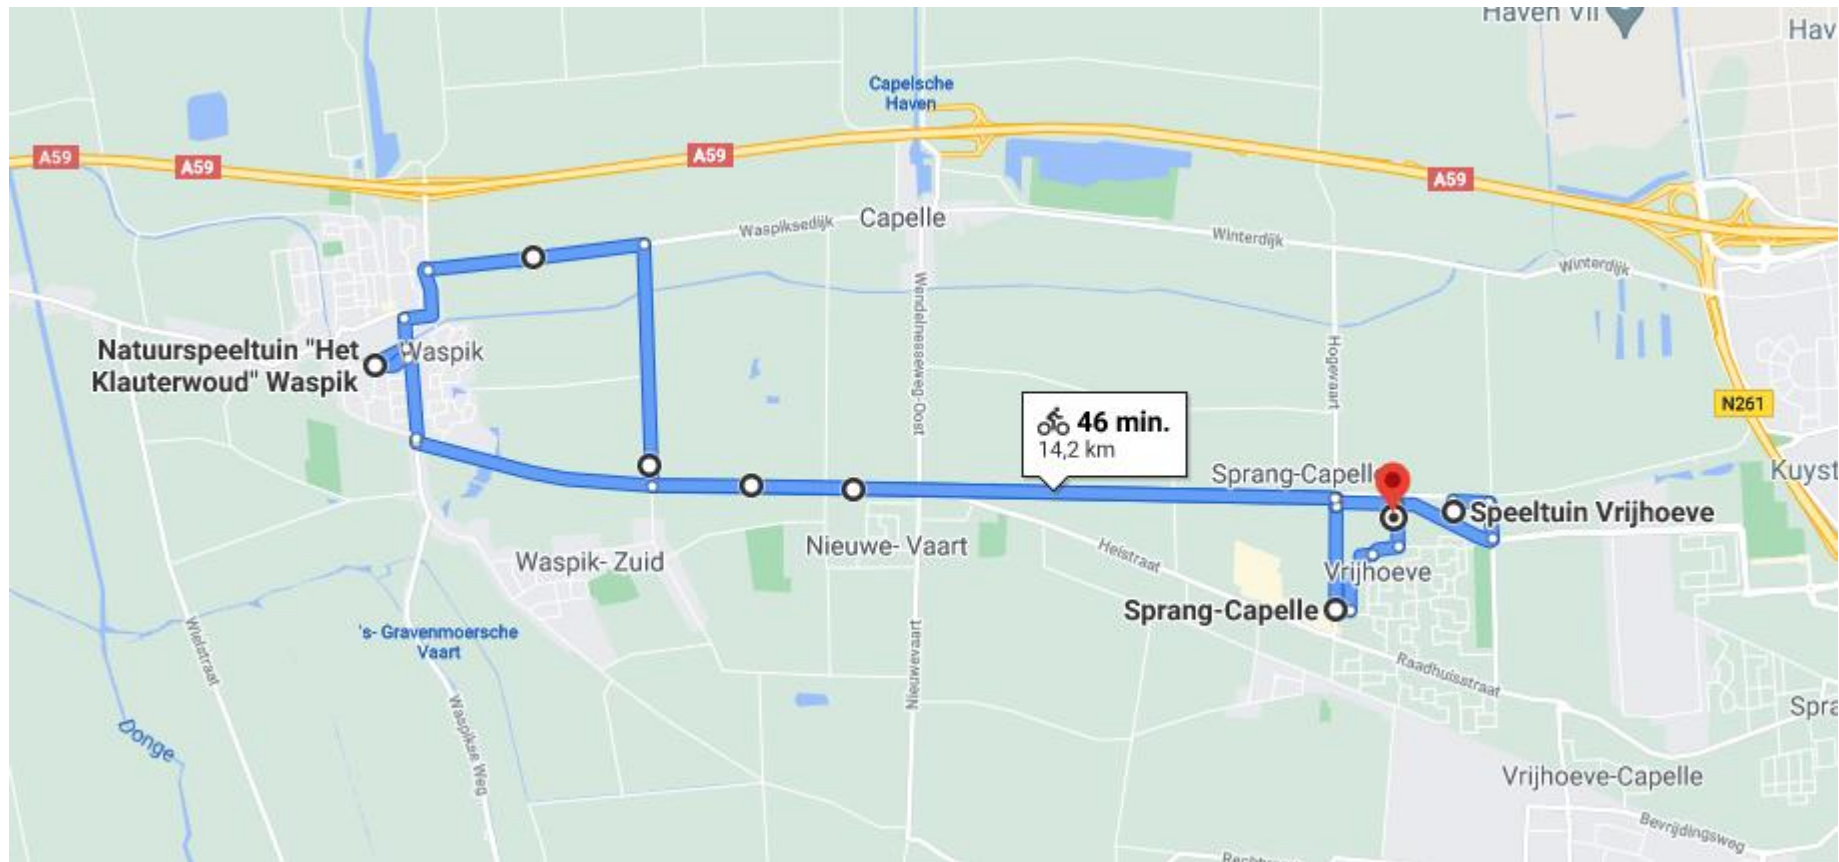 Haven VII
Hav
Capelsche
Haven
A59
A59
A59
A59
Waspiksedijk
Capelle
Winterdijk
Winterdijk
Wendelnesseweg-Oost
Hogevaart
Natuurspeeltuin "Het
Klauterwoud" Waspik
Waspik
46 min.
14,2 km
N261
Kuyst
Sprang-Capelle
Speeltuin Vrijhoeve
Waspik- Zuid
Nieuwe- Vaart
Heistraat
Vrijhoeve
Sprang-Capelle
's- Gravenmoersche
Vaart
Wielstraat
Nieuwevaart
Raadhuisstraat
Donge
Waspikse Weg
Spra
Vrijhoeve-Capelle
Bevrijdingsweg